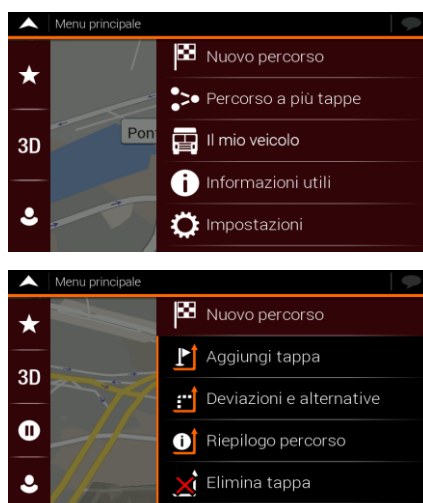 Menu principale
Nuovo percorso
Percorso a più tappe
3D
Pon
Il mio veicolo
Informazioni utili
Impostazioni
Menu principale
Nuovo percorso
Aggiungi tappa
3D
Deviazioni e alternative
Riepilogo percorso
Elimina tappa